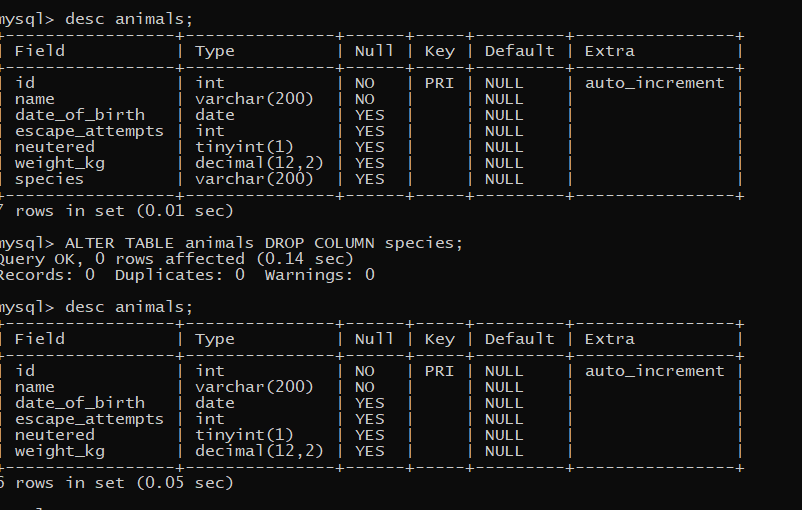 mysql> desc animals;
+-----------------+---------------+------+-----+---------+----------------+
| Field           | Type          | Null | Key | Default | Extra          |
+-----------------+---------------+------+-----+---------+----------------+
| id              | int           | NO   | PRI | NULL    | auto_increment |
| name            | varchar(200)  | NO   |     | NULL    |                |
| date_of_birth   | date          | YES  |     | NULL    |                |
| escape_attempts | int           | YES  |     | NULL    |                |
| neutered        | tinyint(1)    | YES  |     | NULL    |                |
| weight_kg       | decimal(12,2) | YES  |     | NULL    |                |
| species         | varchar(200)  | YES  |     | NULL    |                |
+-----------------+---------------+------+-----+---------+----------------+
7 rows in set (0.01 sec)
mysql> ALTER TABLE animals DROP COLUMN species;
Query OK, 0 rows affected (0.14 sec)
Records: 0  Duplicates: 0  Warnings: 0
mysql> desc animals;
+-----------------+---------------+------+-----+---------+----------------+
| Field           | Type          | Null | Key | Default | Extra          |
+-----------------+---------------+------+-----+---------+----------------+
| id              | int           | NO   | PRI | NULL    | auto_increment |
| name            | varchar(200)  | NO   |     | NULL    |                |
| date_of_birth   | date          | YES  |     | NULL    |                |
| escape_attempts | int           | YES  |     | NULL    |                |
| neutered        | tinyint(1)    | YES  |     | NULL    |                |
| weight_kg       | decimal(12,2) | YES  |     | NULL    |                |
+-----------------+---------------+------+-----+---------+----------------+
6 rows in set (0.05 sec)